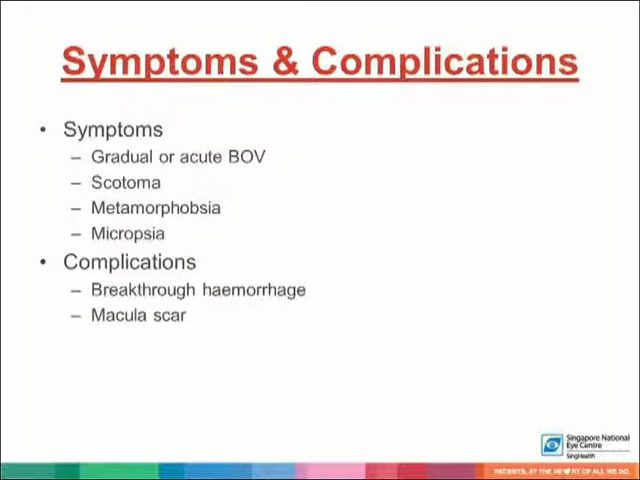 Symptoms & Complications
• Symptoms
– Gradual or acute BOV
– Scotoma
– Metamorphobsia
– Micropsia
• Complications
– Breakthrough haemorrhage
– Macula scar
Singapore National
Eye Centre
SingHealth
PATIENTS. AT THE HE♥RT OF ALL WE DO.